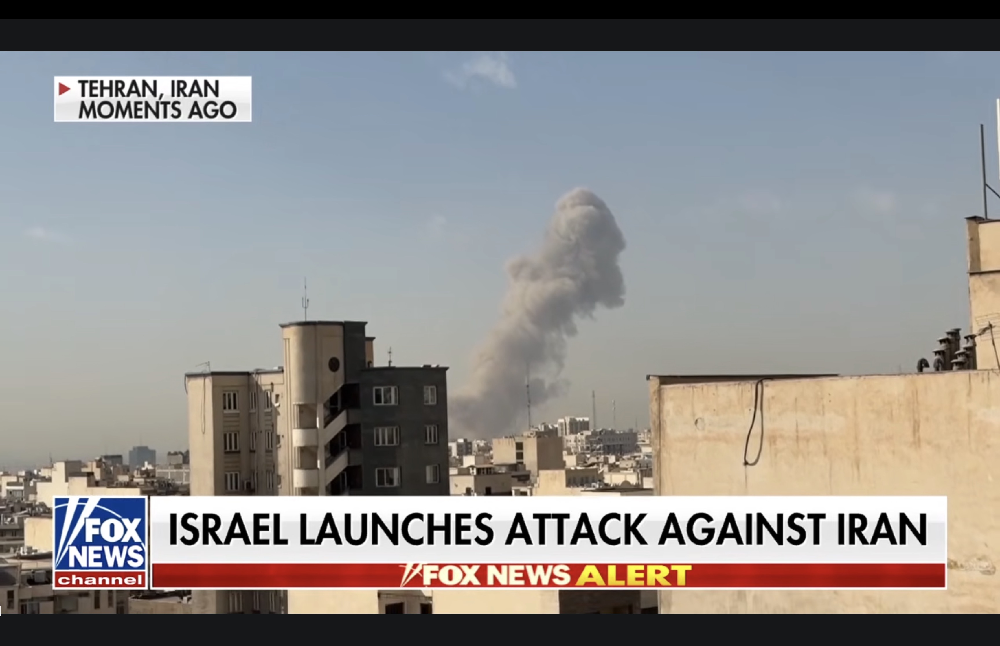 TEHRAN, IRAN
MOMENTS AGO
ISRAEL LAUNCHES ATTACK AGAINST IRAN
FOX
NEWS
channel
FOX NEWS ALERT